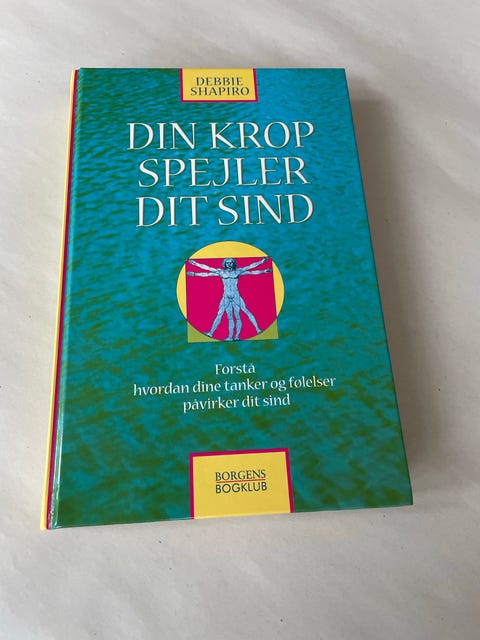 DEBBIE
SHAPIRO
DIN KROP
SPEJLER
DIT SIND
Forstå
hvordan dine tanker og følelser
påvirker dit sind
BORGENS
BOGKLUB